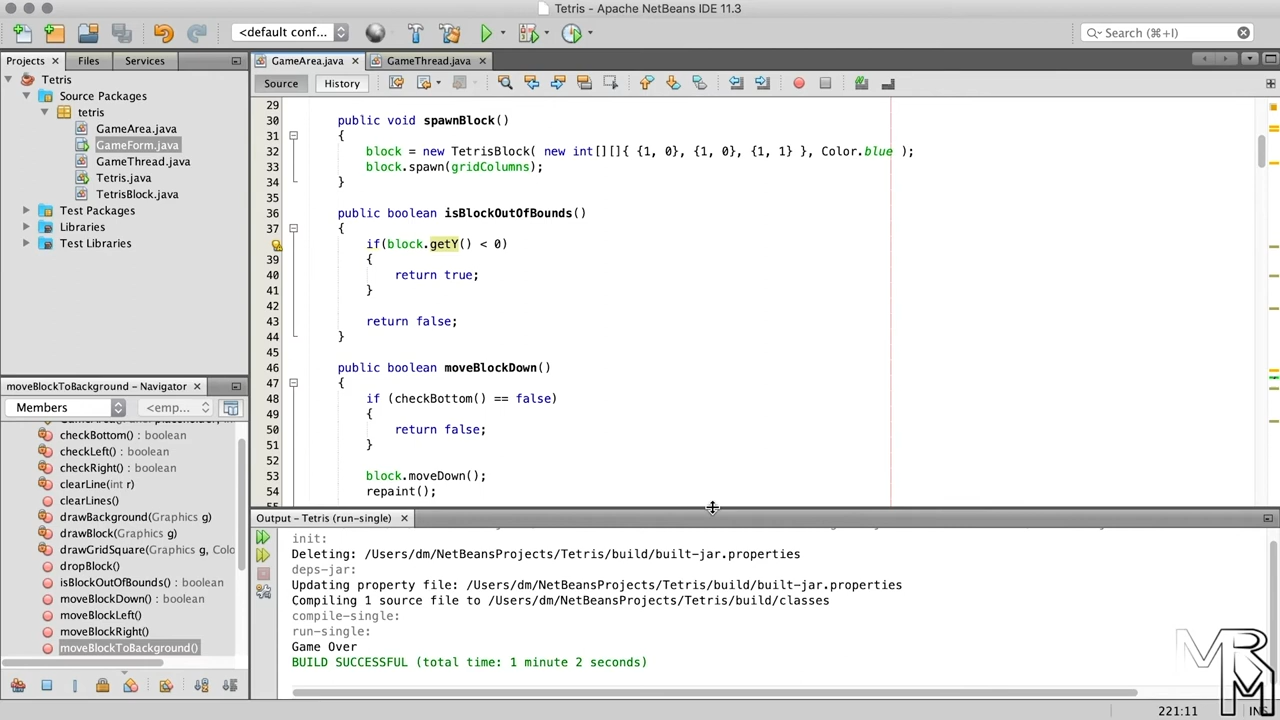 Tetris - Apache NetBeans IDE 11.3
<default conf...
Search (⌘+I)
Projects
Files
Services
GameArea.java
GameThread.java
Source
History
Tetris
Source Packages
tetris
GameArea.java
GameForm.java
GameThread.java
Tetris.java
TetrisBlock.java
Test Packages
Libraries
Test Libraries
29
30 public void spawnBlock()
31 {
32 block = new TetrisBlock( new int[][]{ {1, 0}, {1, 0}, {1, 1} }, Color.blue );
33 block.spawn(gridColumns);
34 }
35
36 public boolean isBlockOutOfBounds()
37 {
if(block.getY() < 0)
39 {
40 return true;
41 }
42
43 return false;
44 }
45
46 public boolean moveBlockDown()
47 {
48 if (checkBottom() == false)
49 {
50 return false;
51 }
52
53 block.moveDown();
54 repaint();
moveBlockToBackground - Navigator
Members
<emp...
checkBottom() : boolean
checkLeft() : boolean
checkRight() : boolean
clearLine(int r)
clearLines()
drawBackground(Graphics g)
drawBlock(Graphics g)
drawGridSquare(Graphics g, Colo
dropBlock()
isBlockOutOfBounds() : boolean
moveBlockDown() : boolean
moveBlockLeft()
moveBlockRight()
moveBlockToBackground()
Output - Tetris (run-single)
init:
Deleting: /Users/dm/NetBeansProjects/Tetris/build/built-jar.properties
deps-jar:
Updating property file: /Users/dm/NetBeansProjects/Tetris/build/built-jar.properties
Compiling 1 source file to /Users/dm/NetBeansProjects/Tetris/build/classes
compile-single:
run-single:
Game Over
BUILD SUCCESSFUL (total time: 1 minute 2 seconds)
221:11